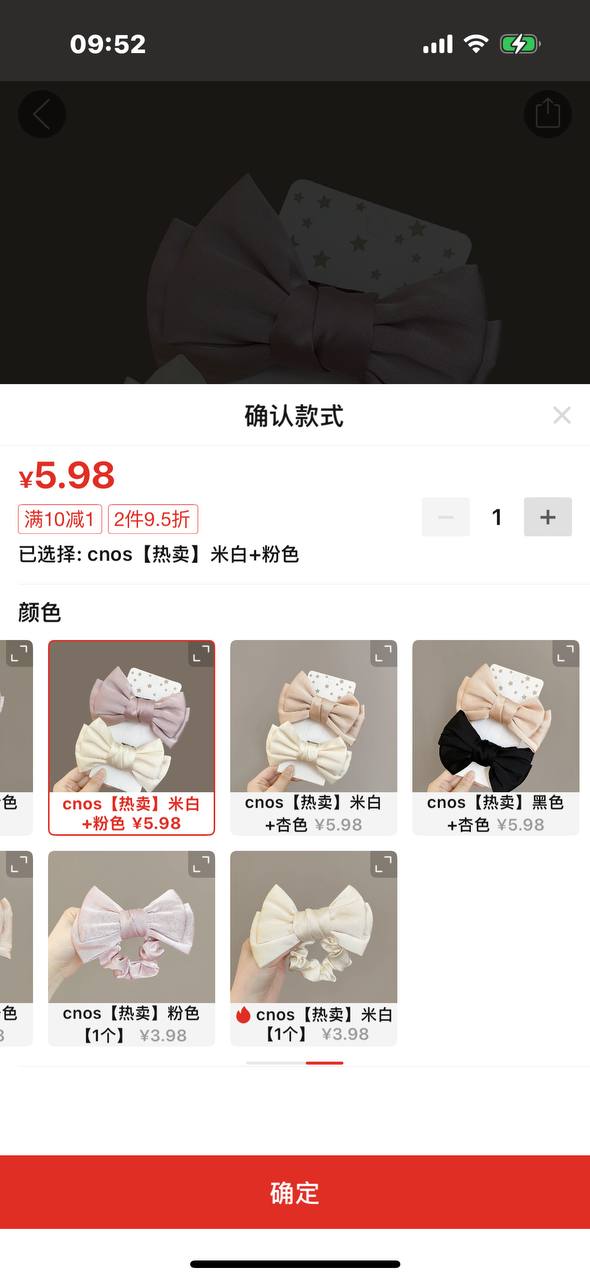 09:52
确认款式
¥5.98
满10减1 2件9.5折
1
已选择: cnos【热卖】米白+粉色
颜色
色
cnos【热卖】米白
+粉色 ¥5.98
cnos【热卖】米白
+杏色 ¥5.98
cnos【热卖】黑色
+杏色 ¥5.98
色
cnos【热卖】粉色
【1个】 ¥3.98
cnos【热卖】米白
【1个】 ¥3.98
确定